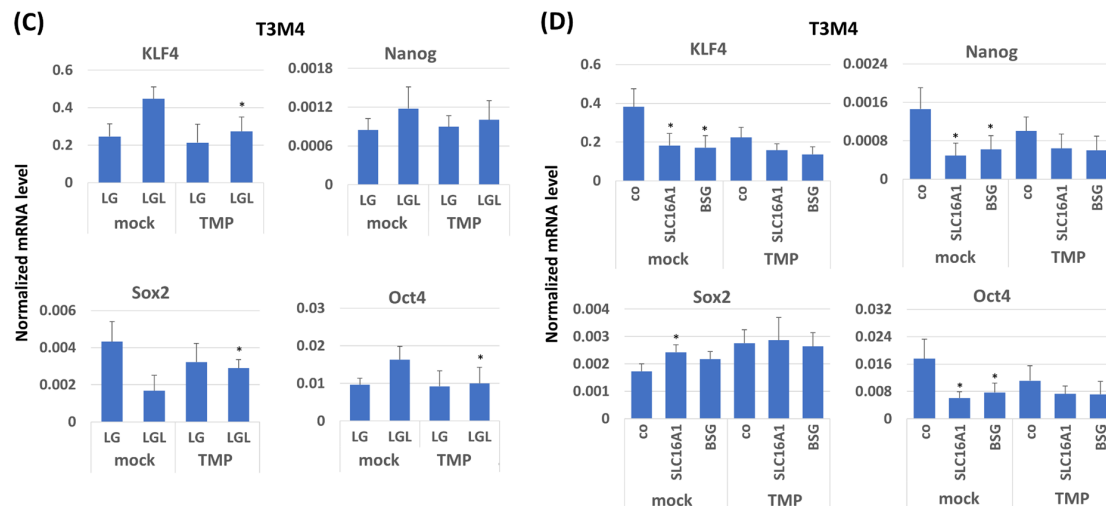 (C)
T3M4
Normalized mRNA level
KLF4
0.6
0.4
0.2
0
*
LG LGL LG LGL
mock TMP
Nanog
0.0018
0.0012
0.0006
0
LG LGL LG LGL
mock TMP
Sox2
0.006
0.004
0.002
0
*
LG LGL LG LGL
mock TMP
Oct4
0.03
0.02
0.01
0
*
LG LGL LG LGL
mock TMP
(D)
T3M4
Normalized mRNA level
KLF4
0.6
0.4
0.2
0
* *
co SLC16A1 BSG co SLC16A1 BSG
mock TMP
Nanog
0.0024
0.0016
0.0008
0
* *
co SLC16A1 BSG co SLC16A1 BSG
mock TMP
Sox2
0.004
0.003
0.002
0.001
0
*
co SLC16A1 BSG co SLC16A1 BSG
mock TMP
Oct4
0.032
0.024
0.016
0.008
0
* *
co SLC16A1 BSG co SLC16A1 BSG
mock TMP